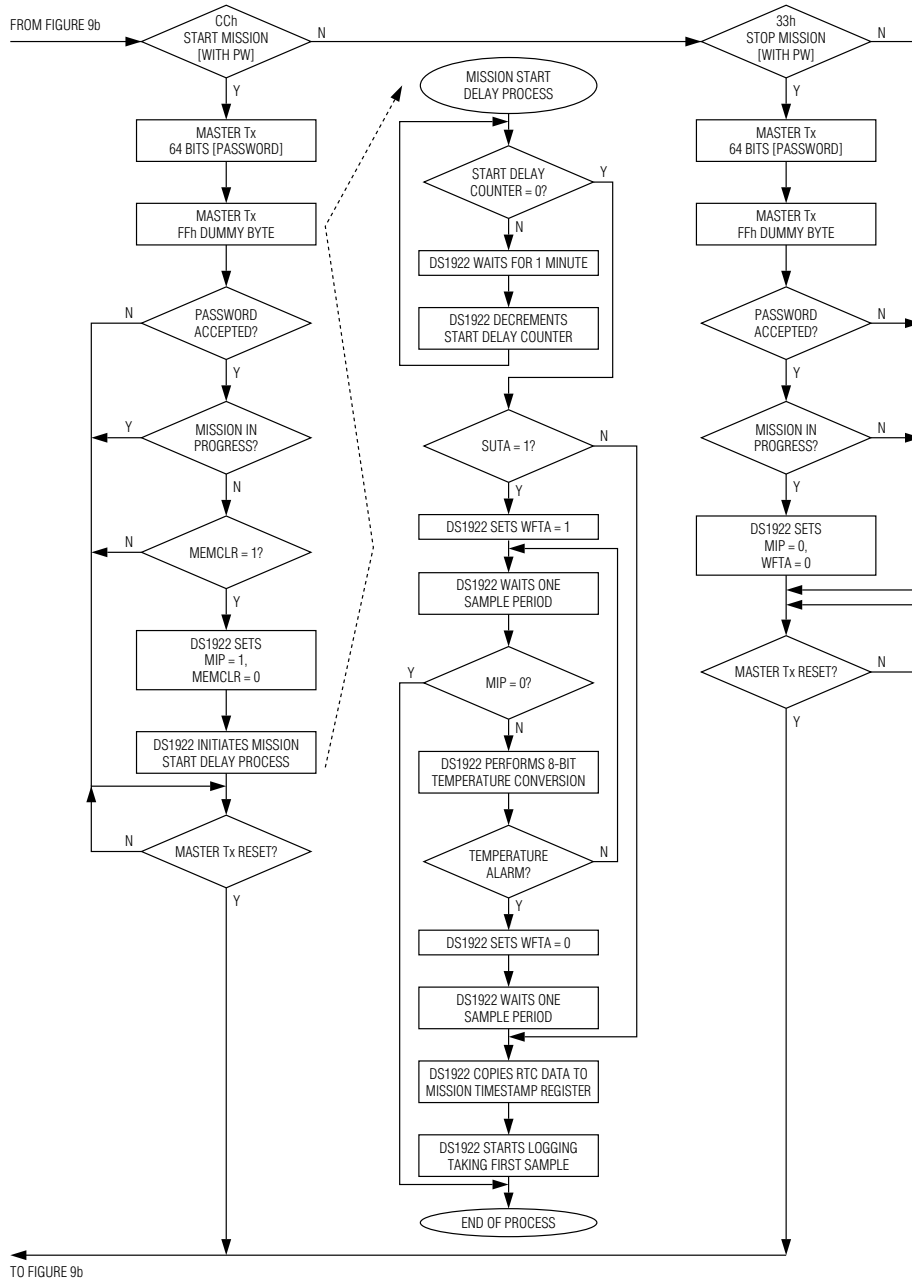 FROM FIGURE 9b
CCh
START MISSION
[WITH PW]
N
Y
MASTER Tx
64 BITS [PASSWORD]
MASTER Tx
FFh DUMMY BYTE
N
PASSWORD
ACCEPTED?
Y
Y
MISSION IN
PROGRESS?
N
N
MEMCLR = 1?
Y
DS1922 SETS
MIP = 1,
MEMCLR = 0
DS1922 INITIATES MISSION
START DELAY PROCESS
N
MASTER Tx RESET?
Y
MISSION START
DELAY PROCESS
START DELAY
COUNTER = 0?
Y
N
DS1922 WAITS FOR 1 MINUTE
DS1922 DECREMENTS
START DELAY COUNTER
SUTA = 1?
N
Y
DS1922 SETS WFTA = 1
DS1922 WAITS ONE
SAMPLE PERIOD
Y
MIP = 0?
N
DS1922 PERFORMS 8-BIT
TEMPERATURE CONVERSION
TEMPERATURE
ALARM?
N
Y
DS1922 SETS WFTA = 0
DS1922 WAITS ONE
SAMPLE PERIOD
DS1922 COPIES RTC DATA TO
MISSION TIMESTAMP REGISTER
DS1922 STARTS LOGGING
TAKING FIRST SAMPLE
END OF PROCESS
33h
STOP MISSION
[WITH PW]
N
Y
MASTER Tx
64 BITS [PASSWORD]
MASTER Tx
FFh DUMMY BYTE
PASSWORD
ACCEPTED?
N
Y
MISSION IN
PROGRESS?
N
Y
DS1922 SETS
MIP = 0,
WFTA = 0
MASTER Tx RESET?
N
Y
TO FIGURE 9b